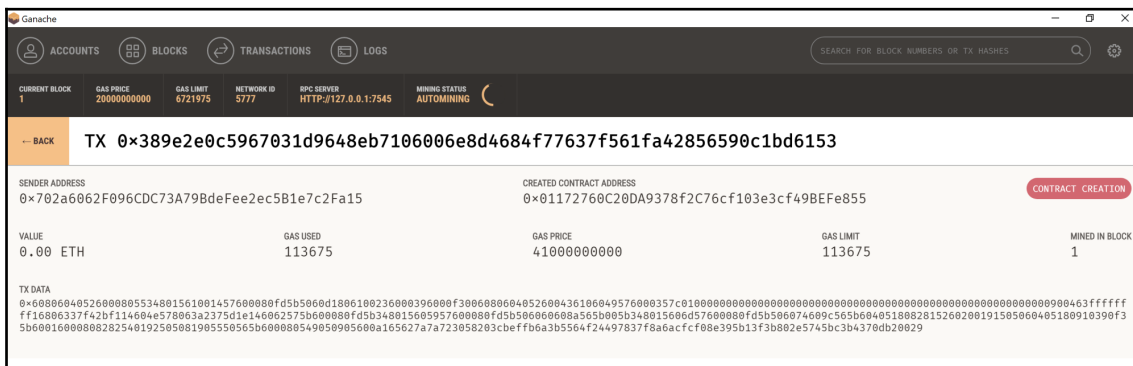 Ganache
ACCOUNTS BLOCKS TRANSACTIONS LOGS SEARCH FOR BLOCK NUMBERS OR TX HASHES
CURRENT BLOCK GAS PRICE GAS LIMIT NETWORK ID RPC SERVER MINING STATUS
1 20000000000 6721975 5777 HTTP://127.0.0.1:7545 AUTOMINING
← BACK TX 0×389e2e0c5967031d9648eb7106006e8d4684f77637f561fa42856590c1bd6153
SENDER ADDRESS CREATED CONTRACT ADDRESS
0×702a6062F096CDC73A79BdeFee2ec5B1e7c2Fa15 0×01172760C20DA9378f2C76cf103e3cf49BEFe855 CONTRACT CREATION
VALUE GAS USED GAS PRICE GAS LIMIT MINED IN BLOCK
0.00 ETH 113675 41000000000 113675 1
TX DATA